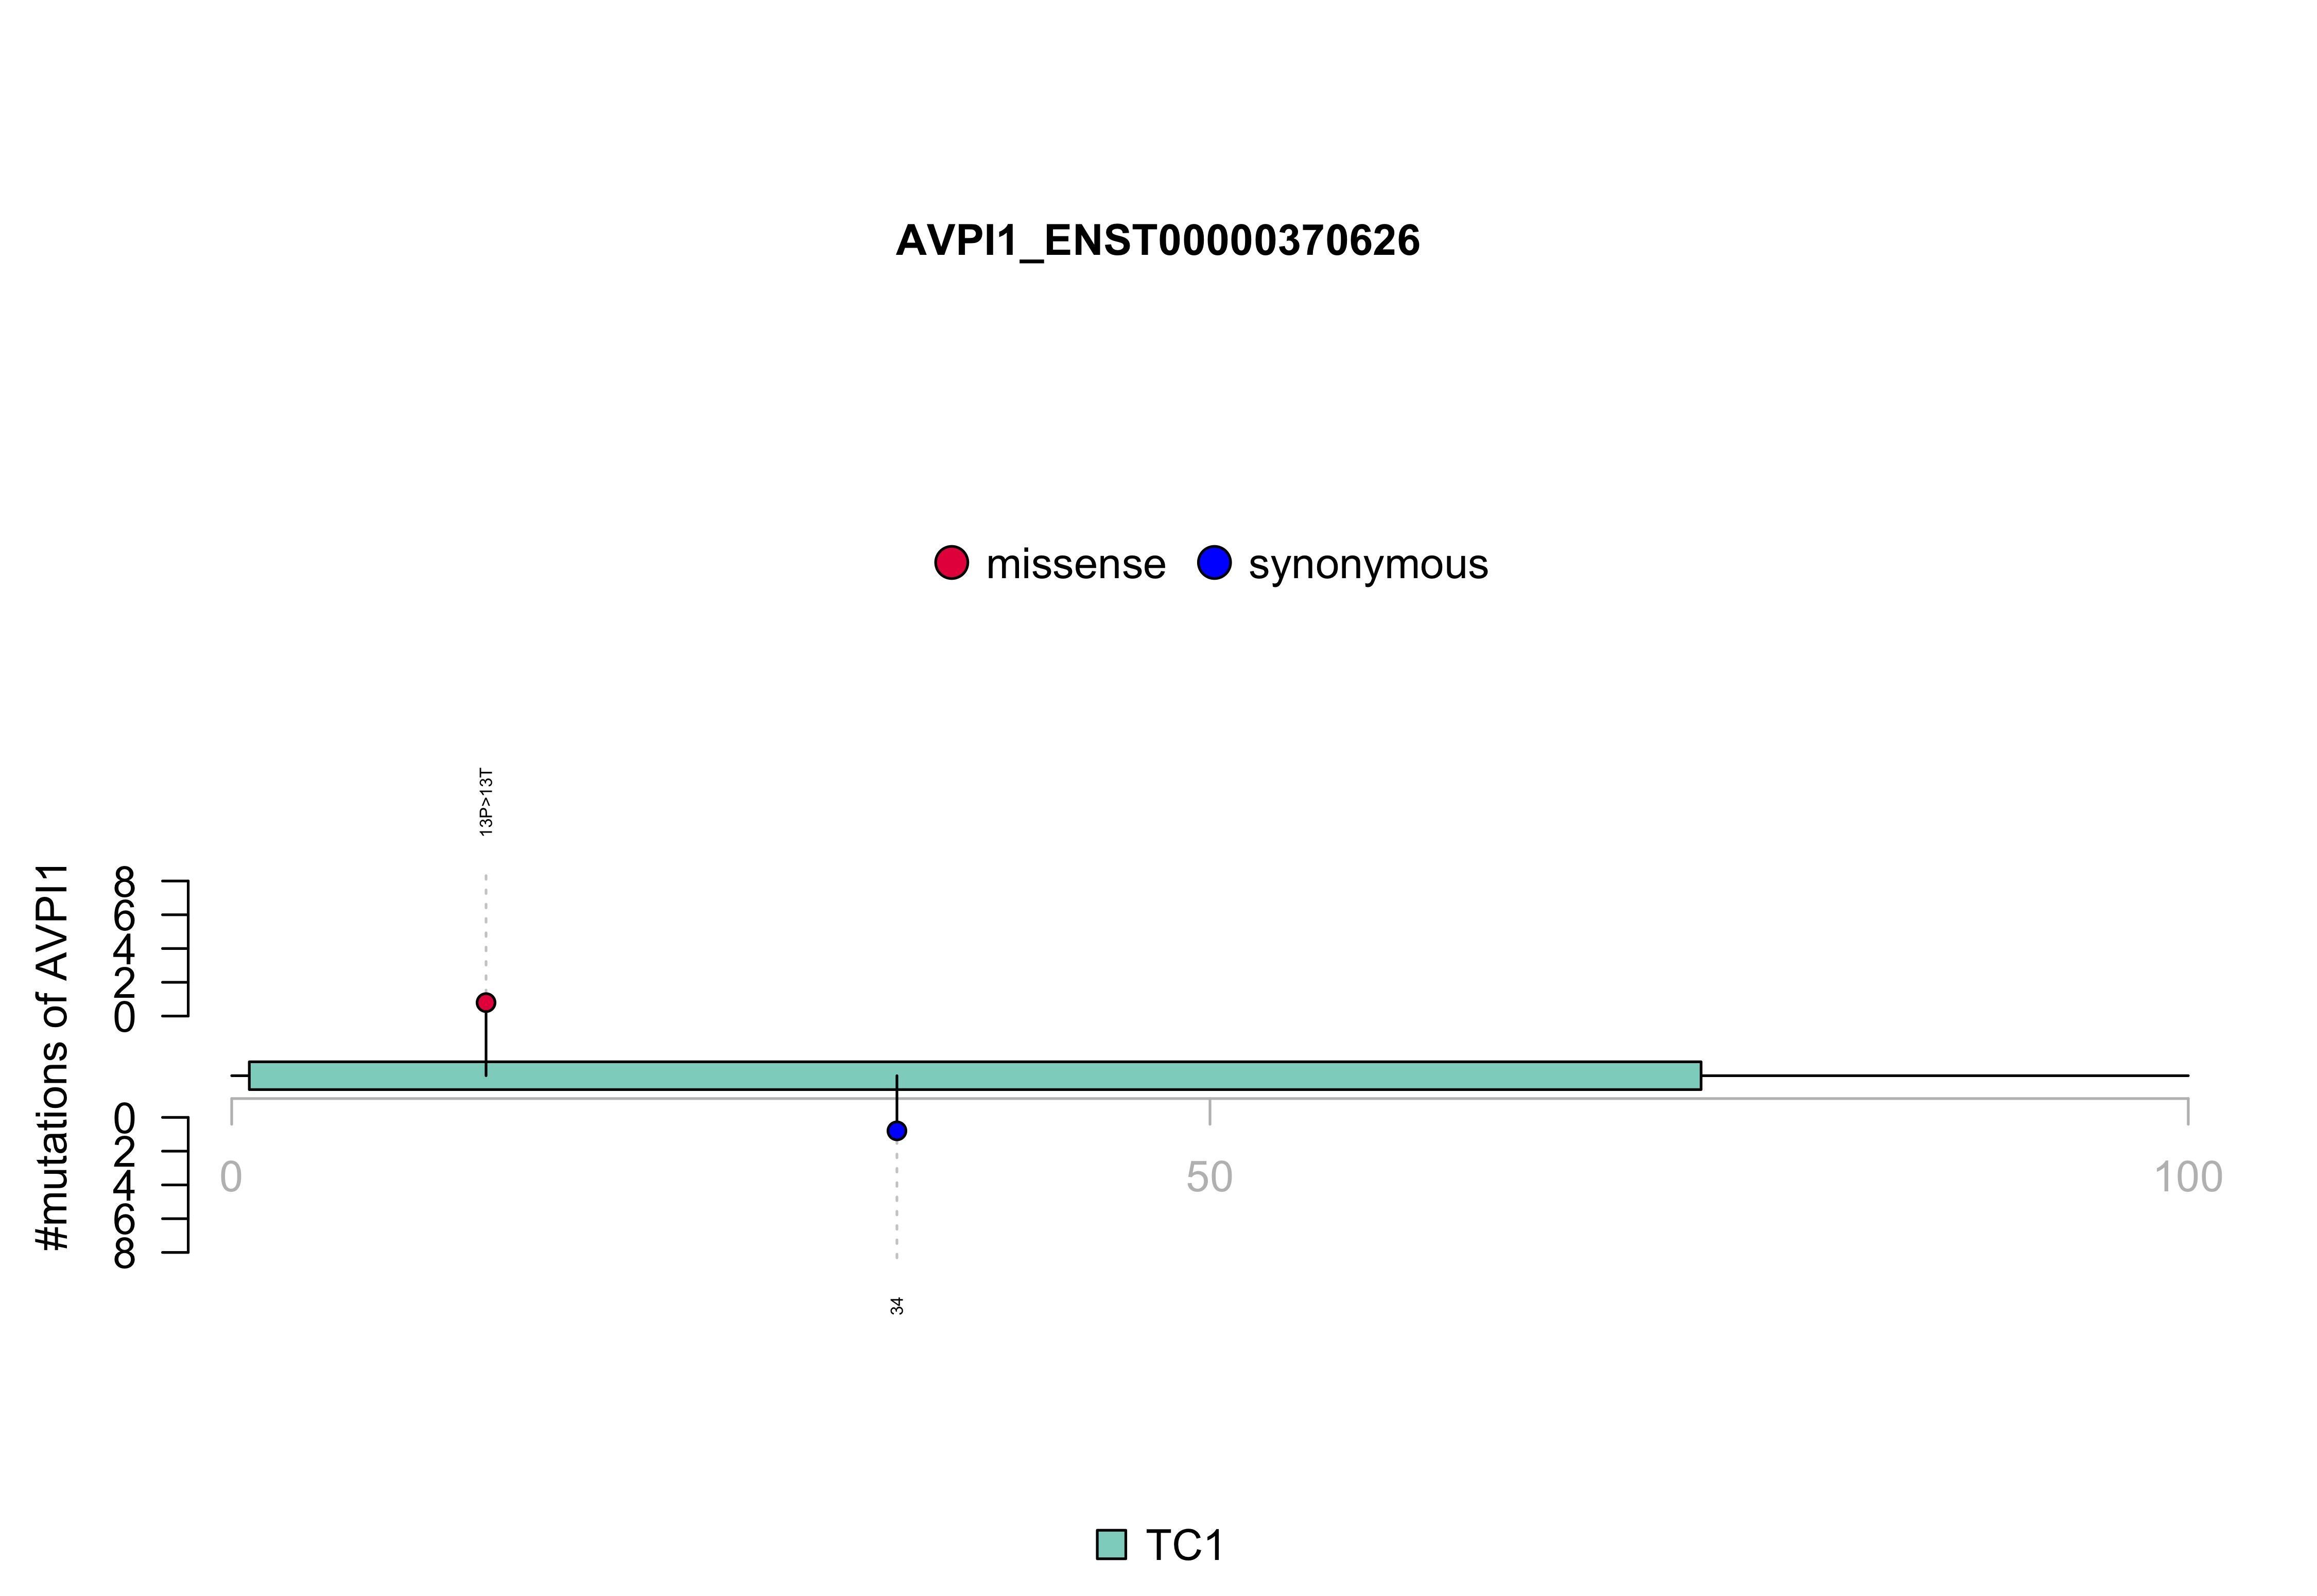 AVPI1_ENST00000370626
missense synonymous
13P>13T
#mutations of AVPI1
8
6
4
2
0
0
2
4
6
8
0 50 100
34
TC1